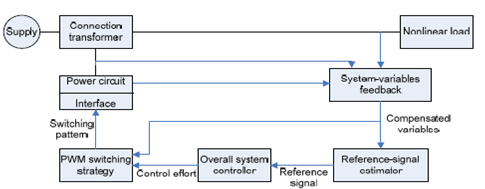 Supply
Connection
transformer
Nonlinear load
Power circuit
Interface
System-variables
feedback
Switching
pattern
Compensated
variables
PWM switching
strategy
Control effort
Overall system
controller
Reference
signal
Reference-signal
estimator